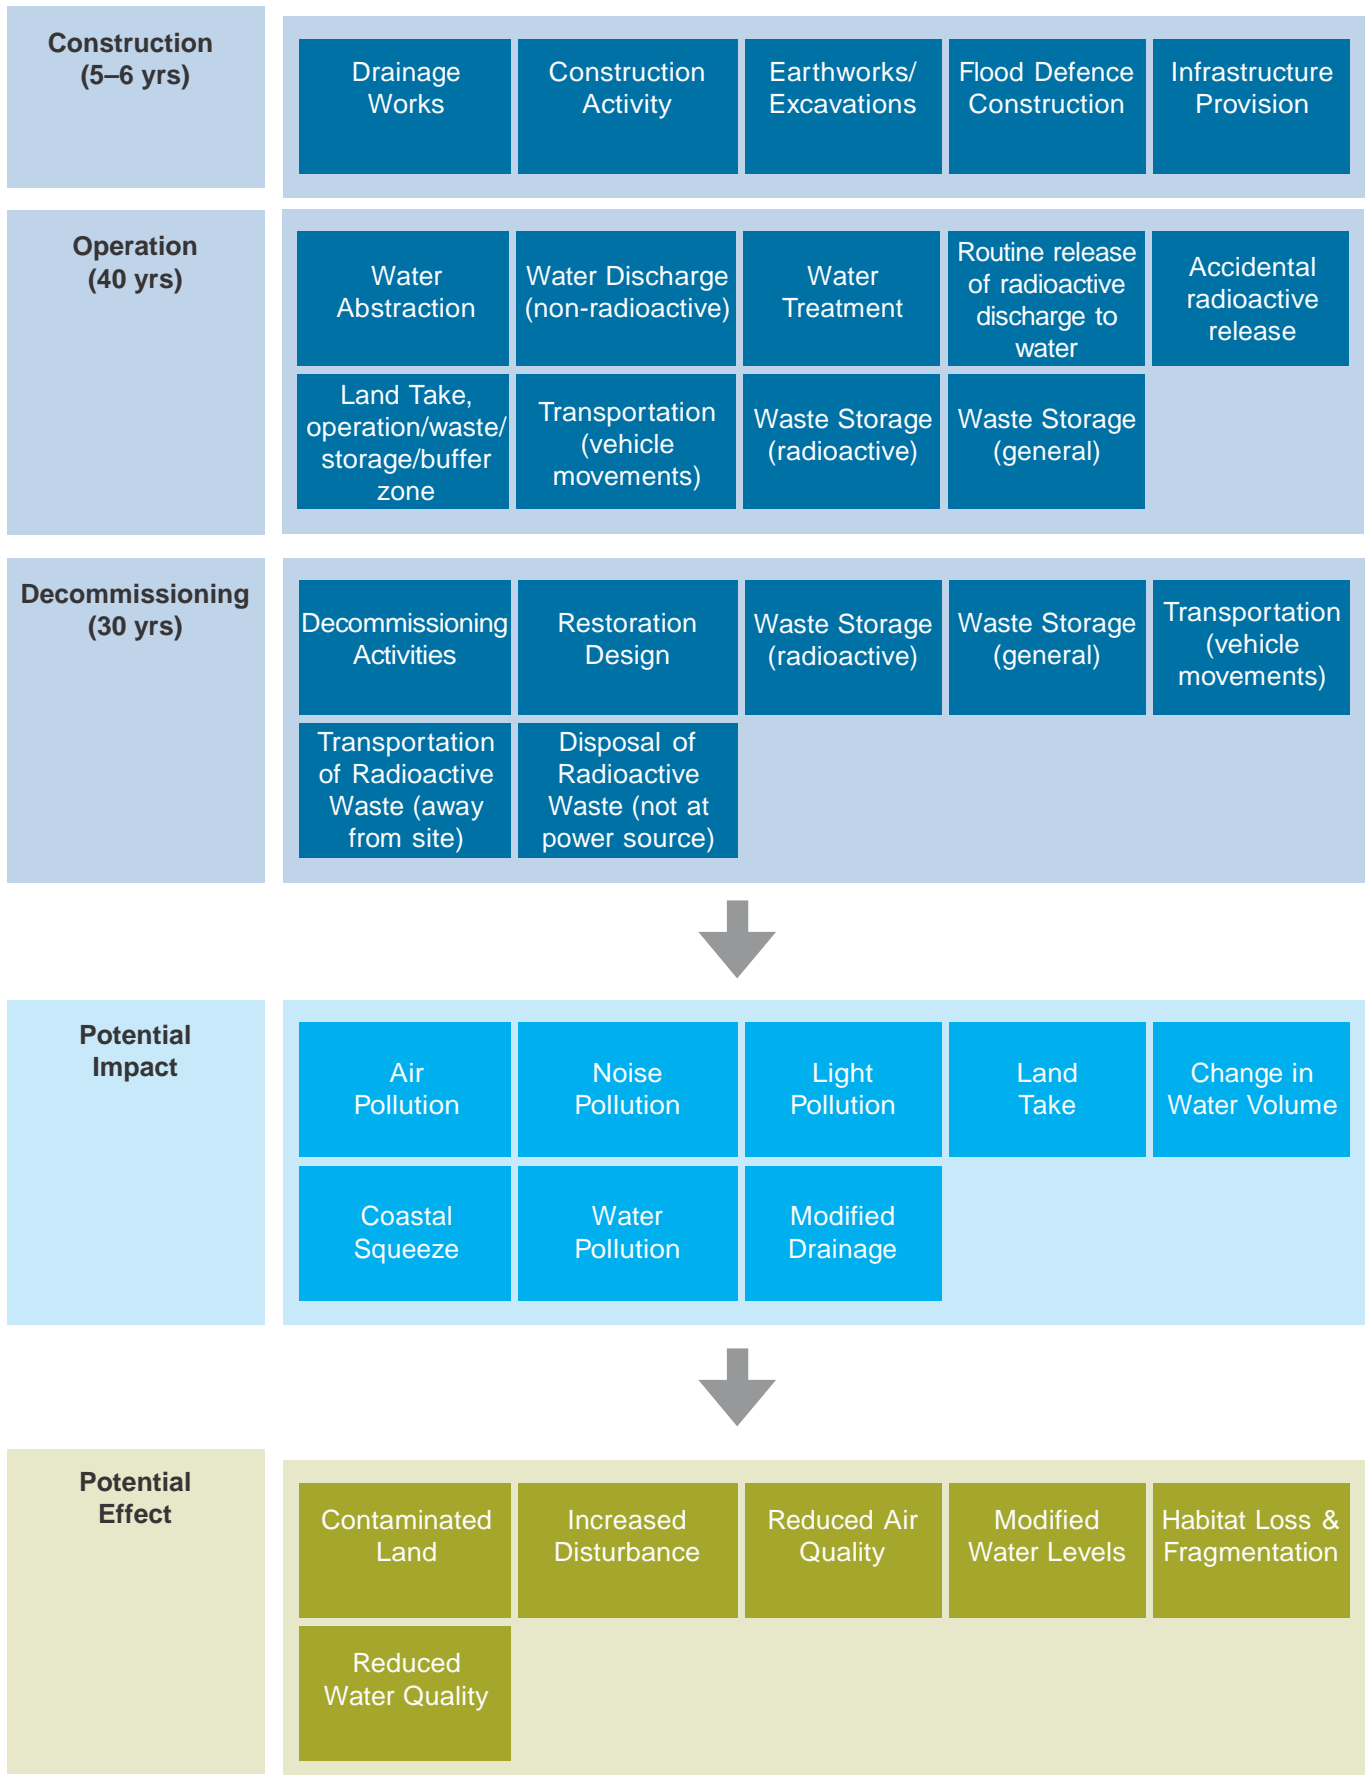 Construction
(5–6 yrs)
Drainage
Works
Construction
Activity
Earthworks/
Excavations
Flood Defence
Construction
Infrastructure
Provision
Operation
(40 yrs)
Water
Abstraction
Water Discharge
(non-radioactive)
Water
Treatment
Routine release
of radioactive
discharge to
water
Accidental
radioactive
release
Land Take,
operation/waste/
storage/buffer
zone
Transportation
(vehicle
movements)
Waste Storage
(radioactive)
Waste Storage
(general)
Decommissioning
(30 yrs)
Decommissioning
Activities
Restoration
Design
Waste Storage
(radioactive)
Waste Storage
(general)
Transportation
(vehicle
movements)
Transportation
of Radioactive
Waste (away
from site)
Disposal of
Radioactive
Waste (not at
power source)
Potential
Impact
Air
Pollution
Noise
Pollution
Light
Pollution
Land
Take
Change in
Water Volume
Coastal
Squeeze
Water
Pollution
Modified
Drainage
Potential
Effect
Contaminated
Land
Increased
Disturbance
Reduced Air
Quality
Modified
Water Levels
Habitat Loss &
Fragmentation
Reduced
Water Quality